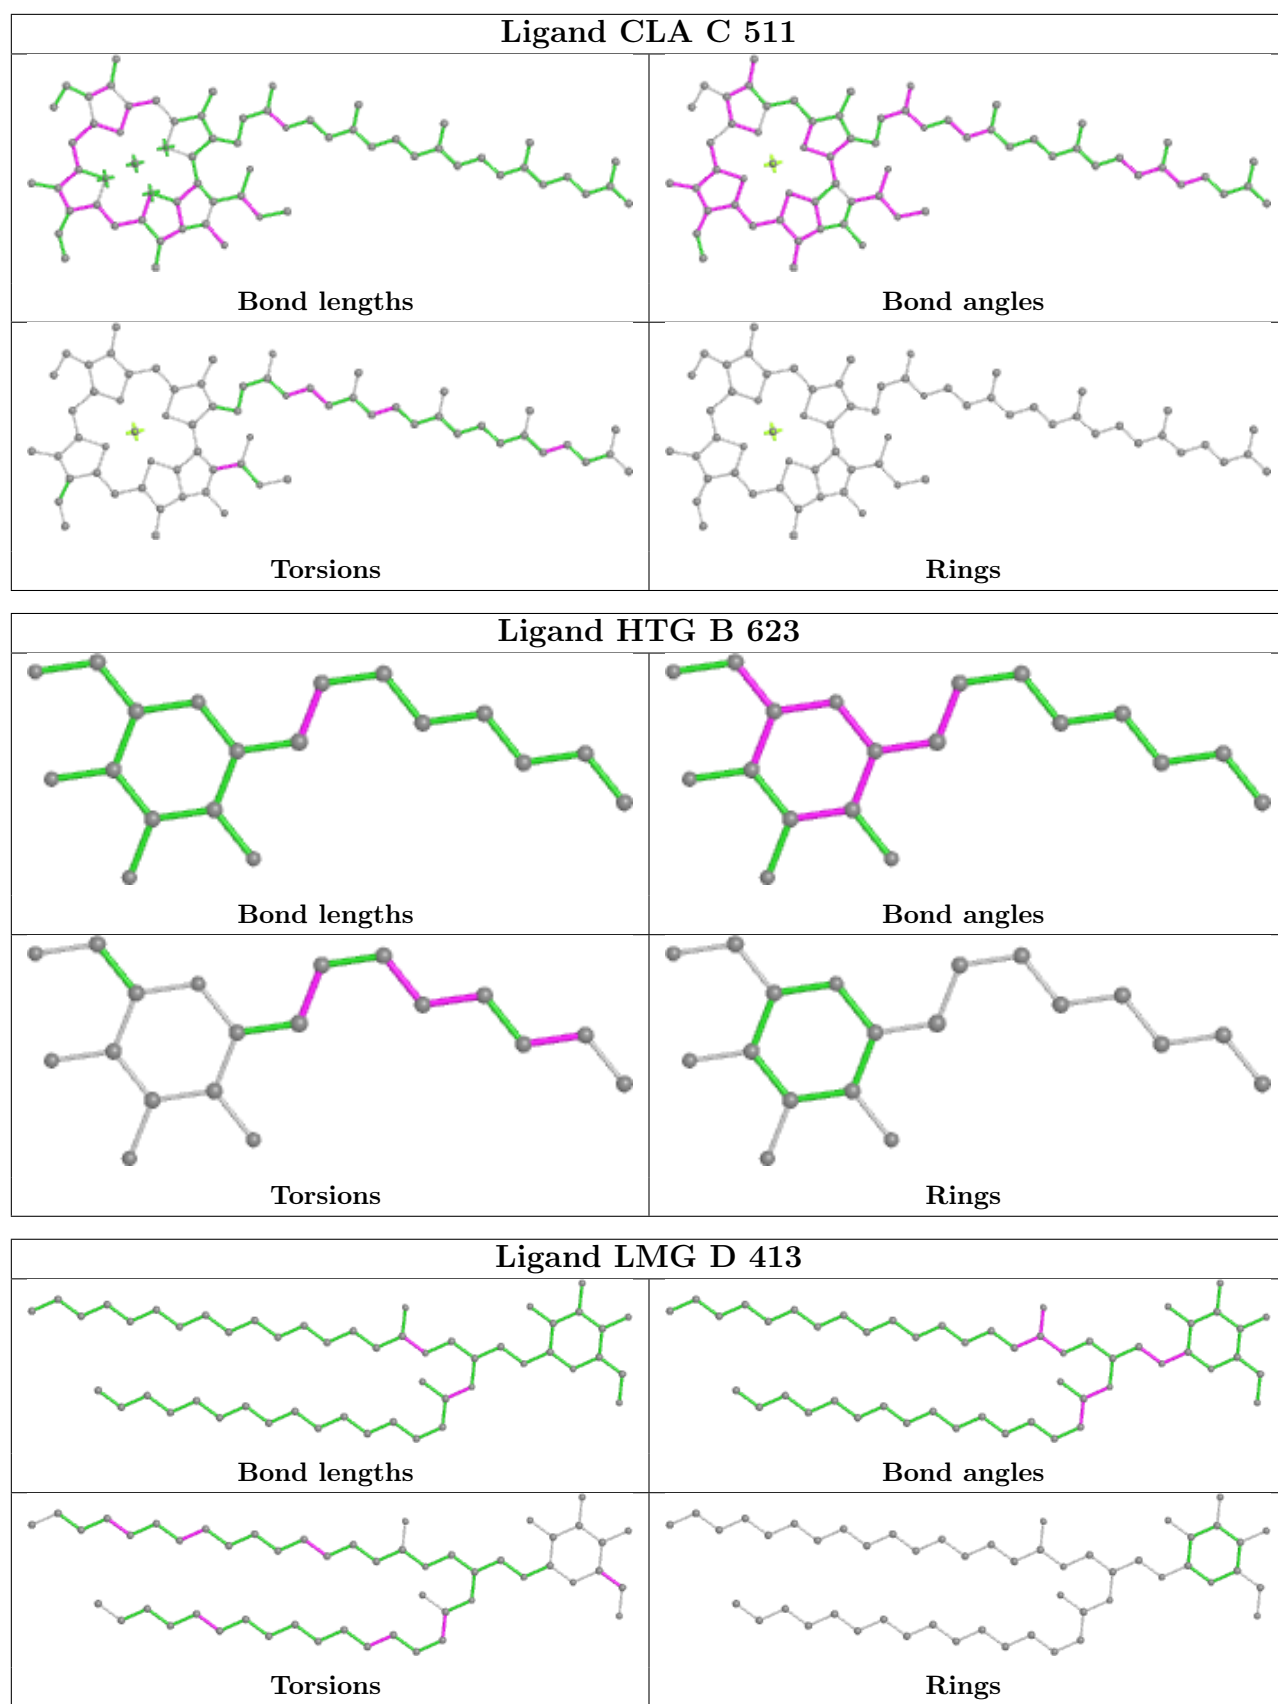 Ligand CLA C 511
Bond lengths
Bond angles
Torsions
Rings
Ligand HTG B 623
Bond lengths
Bond angles
Torsions
Rings
Ligand LMG D 413
Bond lengths
Bond angles
Torsions
Rings